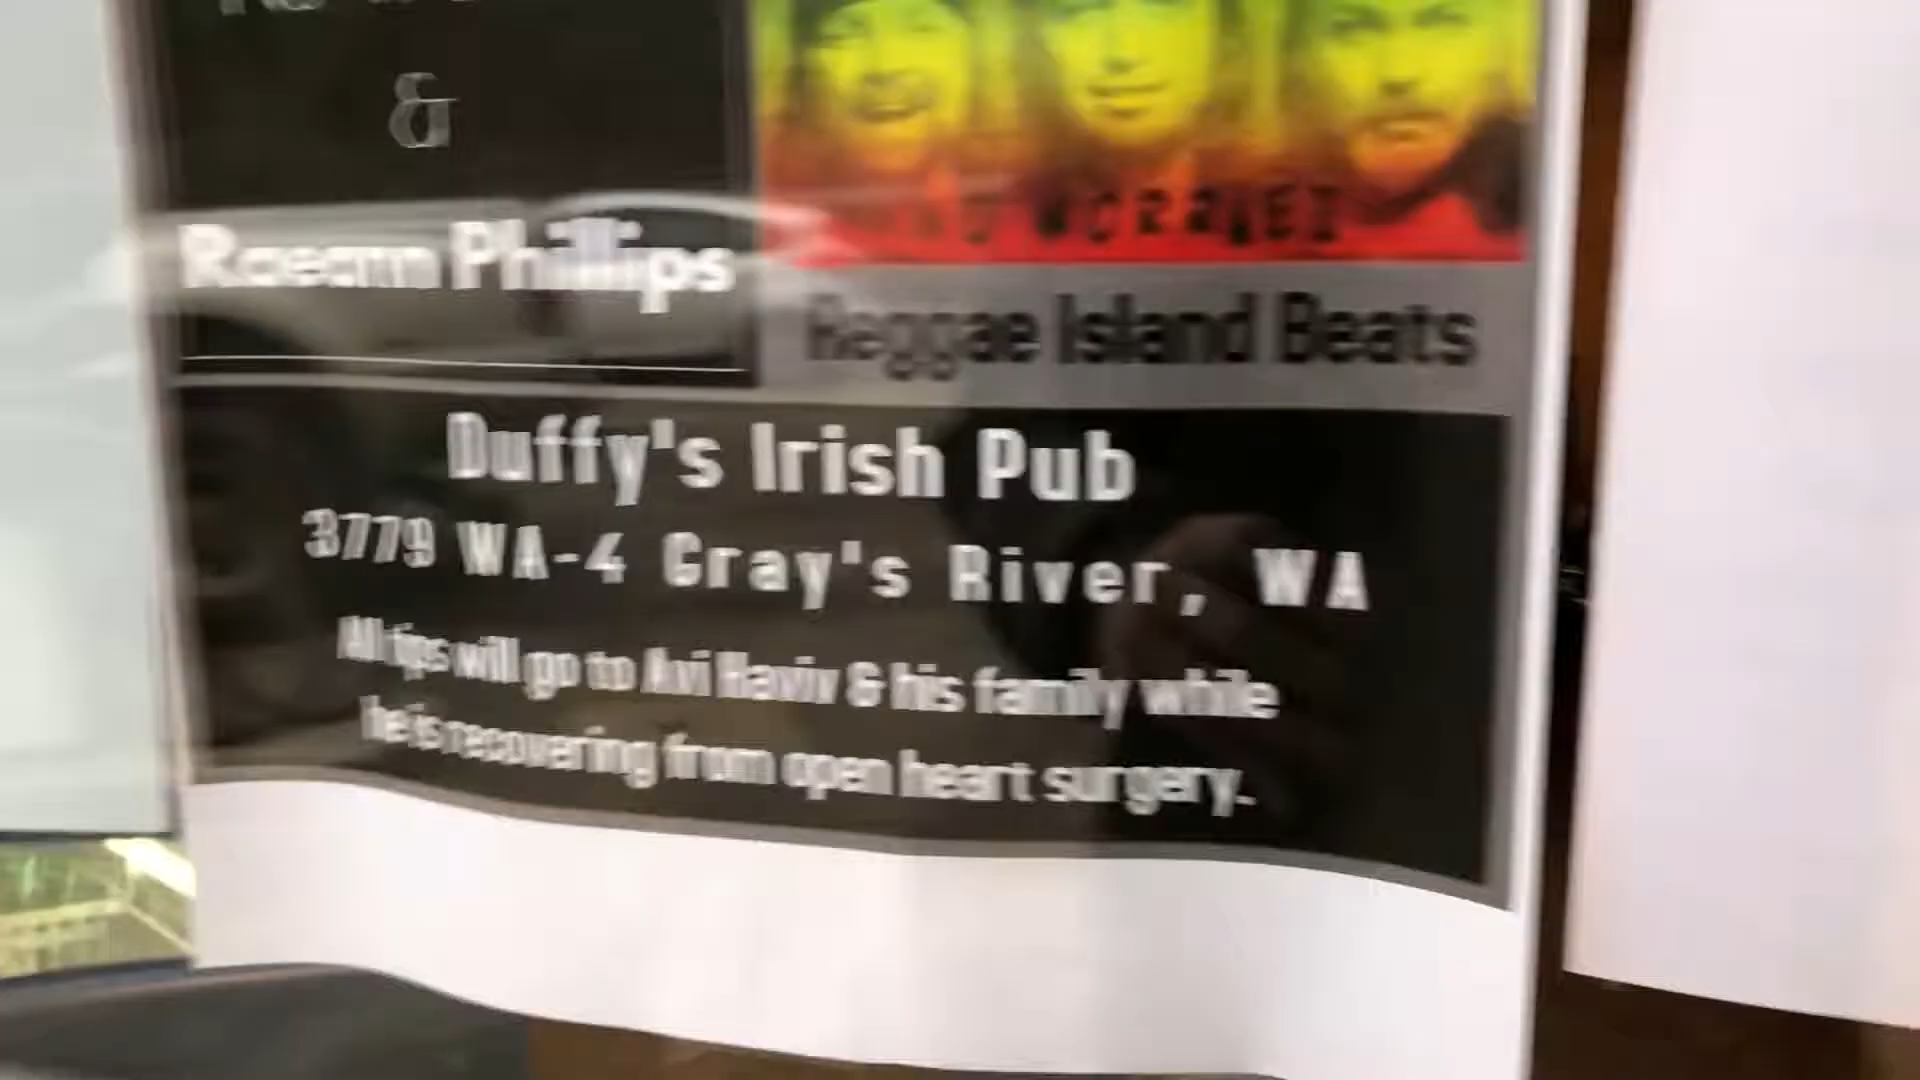 &
Raeann Phillips
Reggae Island Beats
Duffy's Irish Pub
3779 WA-4 Gray's River, WA
All tips will go to Avi Haviv & his family while
he is recovering from open heart surgery.